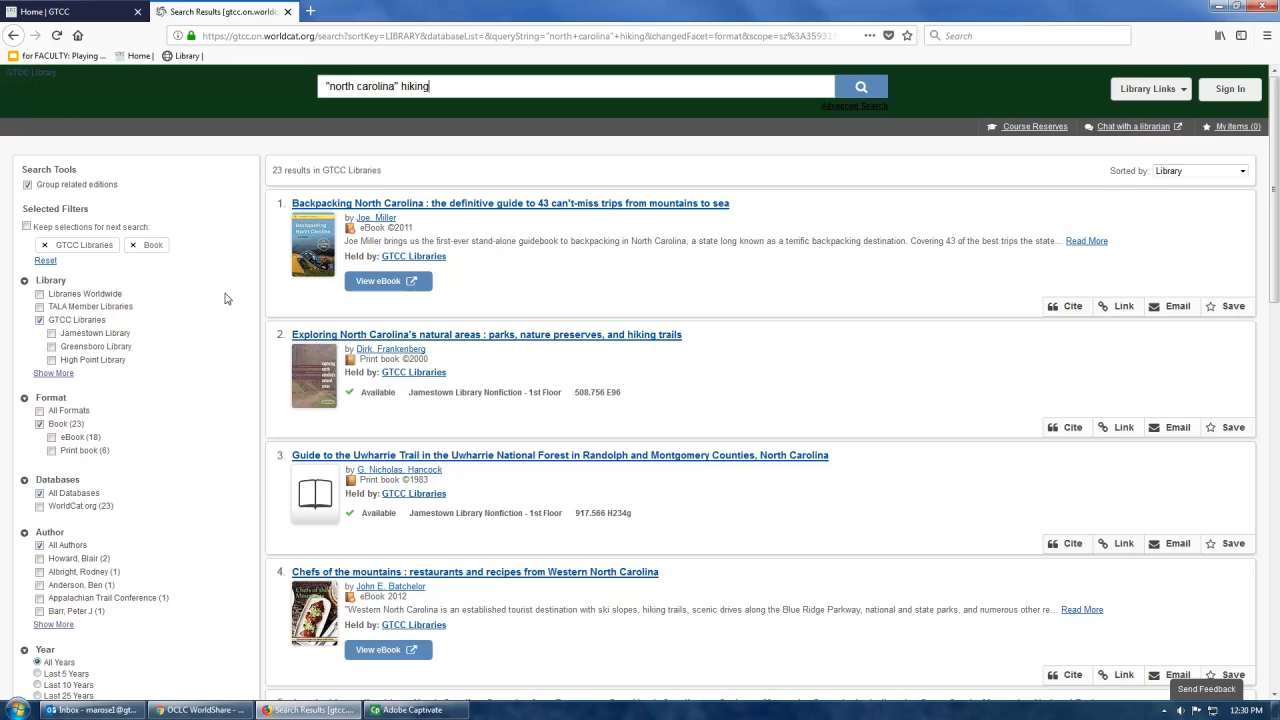 Home | GTCC
Search Results [gtcc.on.worldc
https://gtcc.on.worldcat.org/search?sortKey=LIBRARY&databaseList=&queryString="north+carolina"+hiking&changedFacet=format&scope=sz%3A35931
Search
for FACULTY: Playing ...
Home |
Library |
GTCC Library
"north carolina" hiking
Library Links
Sign In
Advanced Search
Course Reserves
Chat with a librarian
My Items (0)
Search Tools
Group related editions
Selected Filters
Keep selections for next search:
GTCC Libraries
Book
Reset
Library
Libraries Worldwide
TALA Member Libraries
GTCC Libraries
Jamestown Library
Greensboro Library
High Point Library
Show More
Format
All Formats
Book (23)
eBook (18)
Print book (6)
Databases
All Databases
WorldCat.org (23)
Author
All Authors
Howard, Blair (2)
Albright, Rodney (1)
Anderson, Ben (1)
Appalachian Trail Conference (1)
Barr, Peter J (1)
Show More
Year
All Years
Last 5 Years
Last 10 Years
Last 25 Years
23 results in GTCC Libraries
Sorted by: Library
1. Backpacking North Carolina : the definitive guide to 43 can't-miss trips from mountains to sea
by Joe. Miller
eBook ©2011
Joe Miller brings us the first-ever stand-alone guidebook to backpacking in North Carolina, a state long known as a terrific backpacking destination. Covering 43 of the best trips the state... Read More
Held by: GTCC Libraries
View eBook
Cite Link Email Save
2. Exploring North Carolina's natural areas : parks, nature preserves, and hiking trails
by Dirk. Frankenberg
Print book ©2000
Held by: GTCC Libraries
Available Jamestown Library Nonfiction - 1st Floor 508.756 E96
Cite Link Email Save
3. Guide to the Uwharrie Trail in the Uwharrie National Forest in Randolph and Montgomery Counties, North Carolina
by G. Nicholas. Hancock
Print book ©1983
Held by: GTCC Libraries
Available Jamestown Library Nonfiction - 1st Floor 917.566 H234g
Cite Link Email Save
4. Chefs of the mountains : restaurants and recipes from Western North Carolina
by John E. Batchelor
eBook 2012
"Western North Carolina is an established tourist destination with ski slopes, hiking trails, scenic drives along the Blue Ridge Parkway, national and state parks, and numerous other re... Read More
Held by: GTCC Libraries
View eBook
Cite Link Email Save
Send Feedback
Inbox - marose1@gt...
OCLC WorldShare - ...
Search Results [gtcc....
Adobe Captivate
12:30 PM